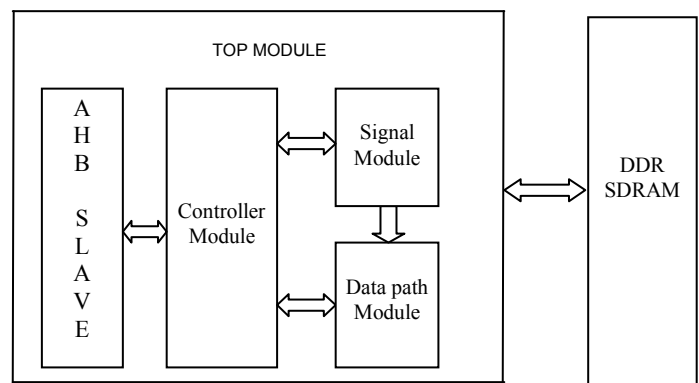 TOP MODULE
A
H
B
S
L
A
V
E
Controller
Module
Signal
Module
Data path
Module
DDR
SDRAM